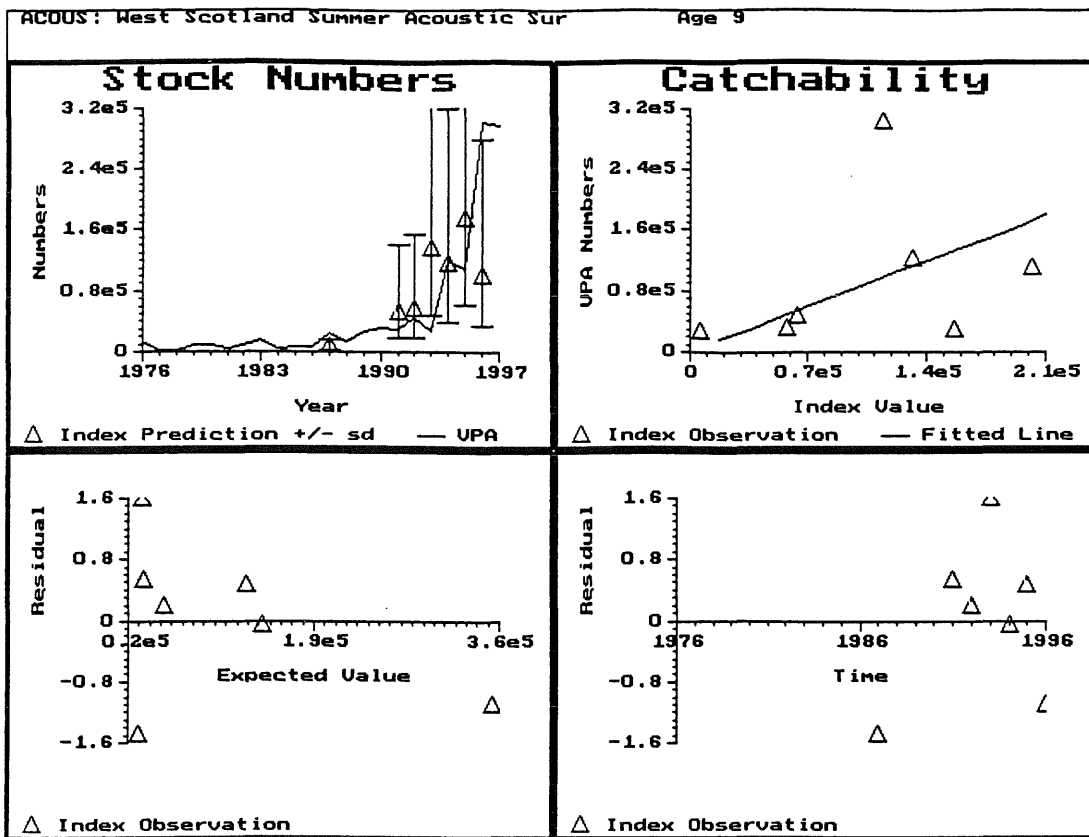 ACOUS: West Scotland Summer Acoustic Sur Age 9
Stock Numbers
3.2e5
2.4e5
1.6e5
0.8e5
0
Numbers
1976 1983 1990 1997
Year
△ Index Prediction +/- sd — VPA
Catchability
3.2e5
2.4e5
1.6e5
0.8e5
0
VPA Numbers
0 0.7e5 1.4e5 2.1e5
Index Value
△ Index Observation — Fitted Line
1.6
0.8
0
-0.8
-1.6
Residual
0.2e5 1.9e5 3.6e5
Expected Value
△ Index Observation
1.6
0.8
0
-0.8
-1.6
Residual
1976 1986 1996
Time
△ Index Observation